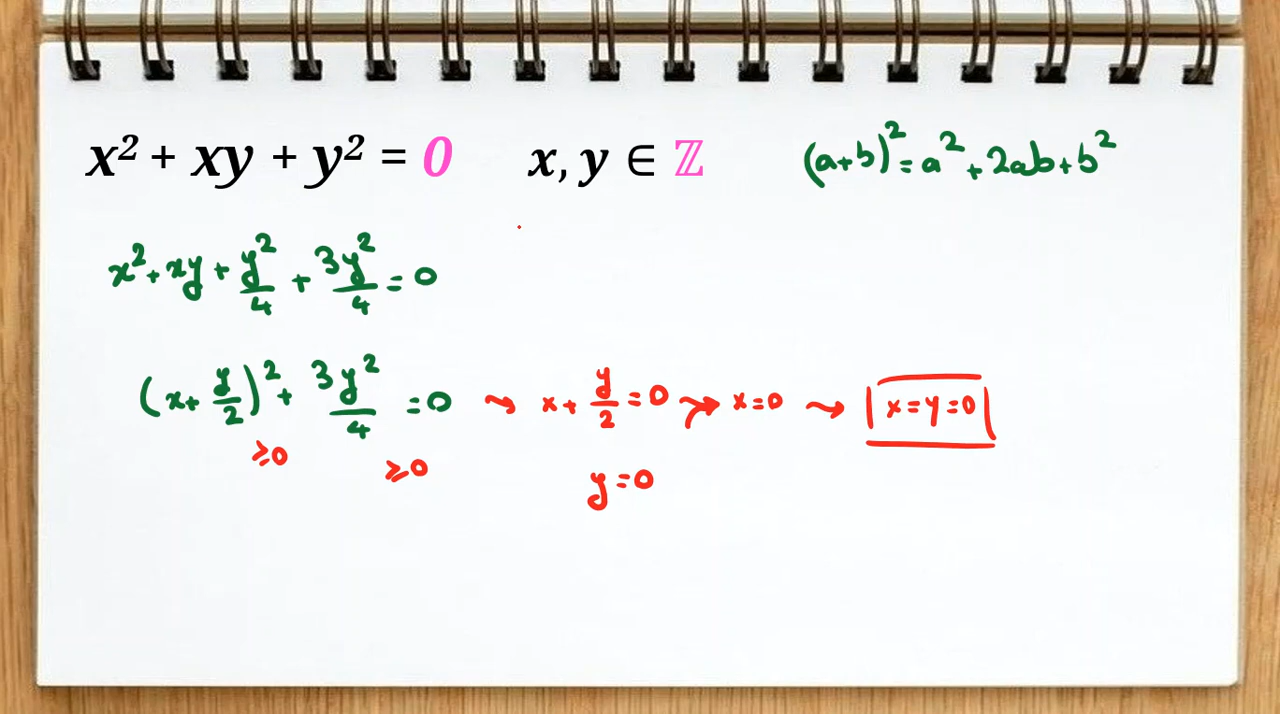 x² + xy + y² = 0 x, y ∈ ℤ (a+b)² = a² + 2ab + b²
x² + xy + y²/4 + 3y²/4 = 0
(x + y/2)² + 3y²/4 = 0 → x + y/2 = 0 → x = 0 → x = y = 0
≥0 ≥0 y = 0